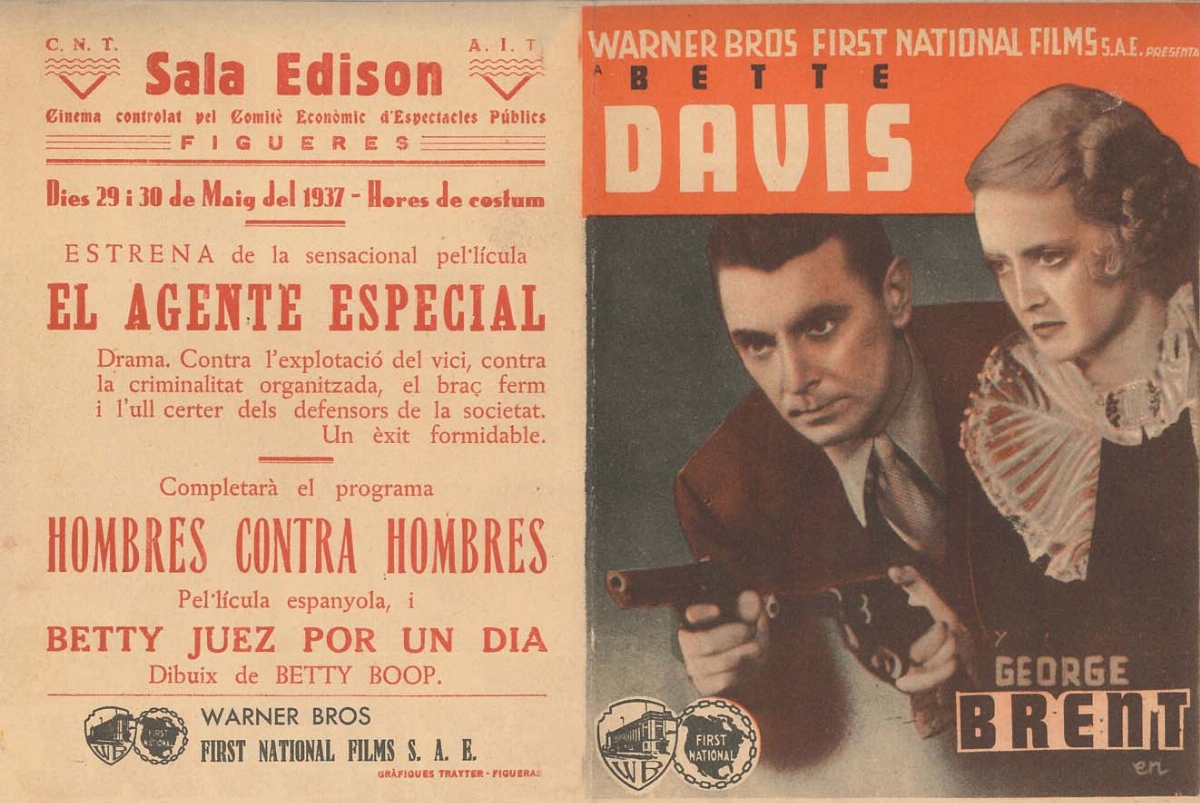 C. N. T.
A. I. T
Sala Edison
Cinema controlat pel Comitè Econòmic d'Espectacles Públics
FIGUERES
Dies 29 i 30 de Maig del 1937 - Hores de costum
ESTRENA de la sensacional pel·lícula
EL AGENTE ESPECIAL
Drama. Contra l'explotació del vici, contra
la criminalitat organitzada, el braç ferm
i l'ull certer dels defensors de la societat.
Un èxit formidable.
Completarà el programa
HOMBRES CONTRA HOMBRES
Pel·lícula espanyola, i
BETTY JUEZ POR UN DIA
Dibuix de BETTY BOOP.
WB
FIRST
NATIONAL
WARNER BROS
FIRST NATIONAL FILMS S. A. E.
GRÀFIQUES TRAYTER - FIGUERAS
WARNER BROS FIRST NATIONAL FILMS S.A.E. PRESENTA
A BETTE
DAVIS
Y
GEORGE
BRENT
en
WB
FIRST
NATIONAL